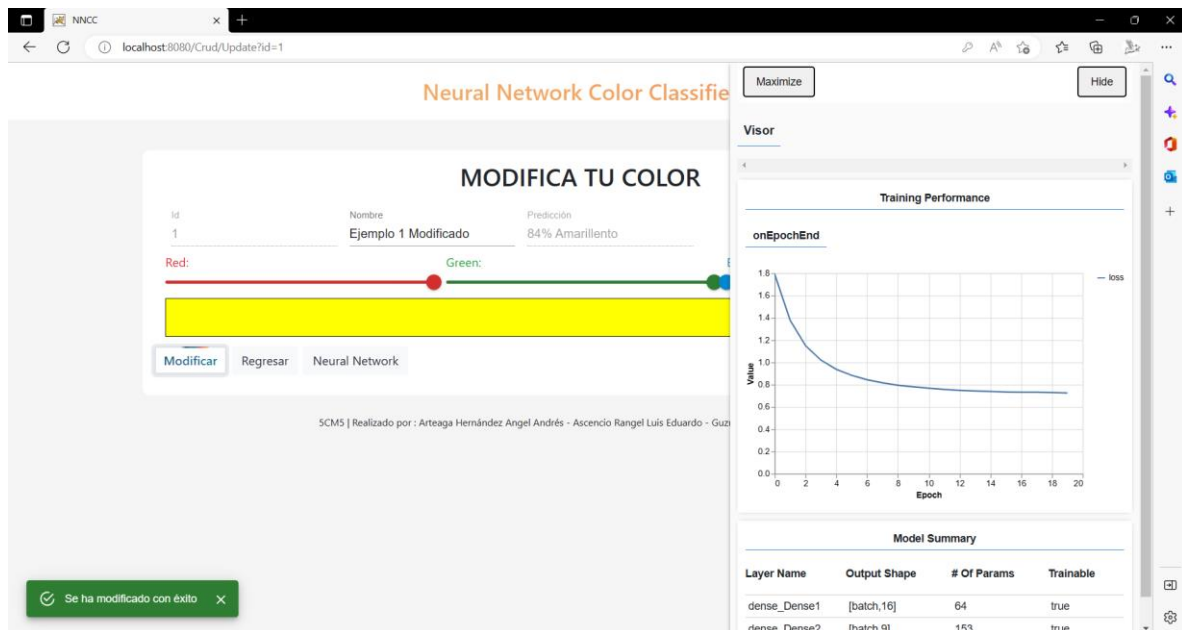 NNCC
localhost:8080/Crud/Update?id=1
Neural Network Color Classifie
MODIFICA TU COLOR
Id
Nombre
Predicción
1
Ejemplo 1 Modificado
84% Amarillento
Red:
Green:
Modificar Regresar Neural Network
5CM5 | Realizado por : Arteaga Hernández Angel Andrés - Ascencio Rangel Luís Eduardo - Guz
Se ha modificado con éxito
Maximize
Hide
Visor
Training Performance
onEpochEnd
1.8
1.6
1.4
1.2
1.0
0.8
0.6
0.4
0.2
0.0
Value
0 2 4 6 8 10 12 14 16 18 20
Epoch
loss
Model Summary
Layer Name Output Shape # Of Params Trainable
dense_Dense1 [batch,16] 64 true
dense_Dense2 [batch,9] 153 true